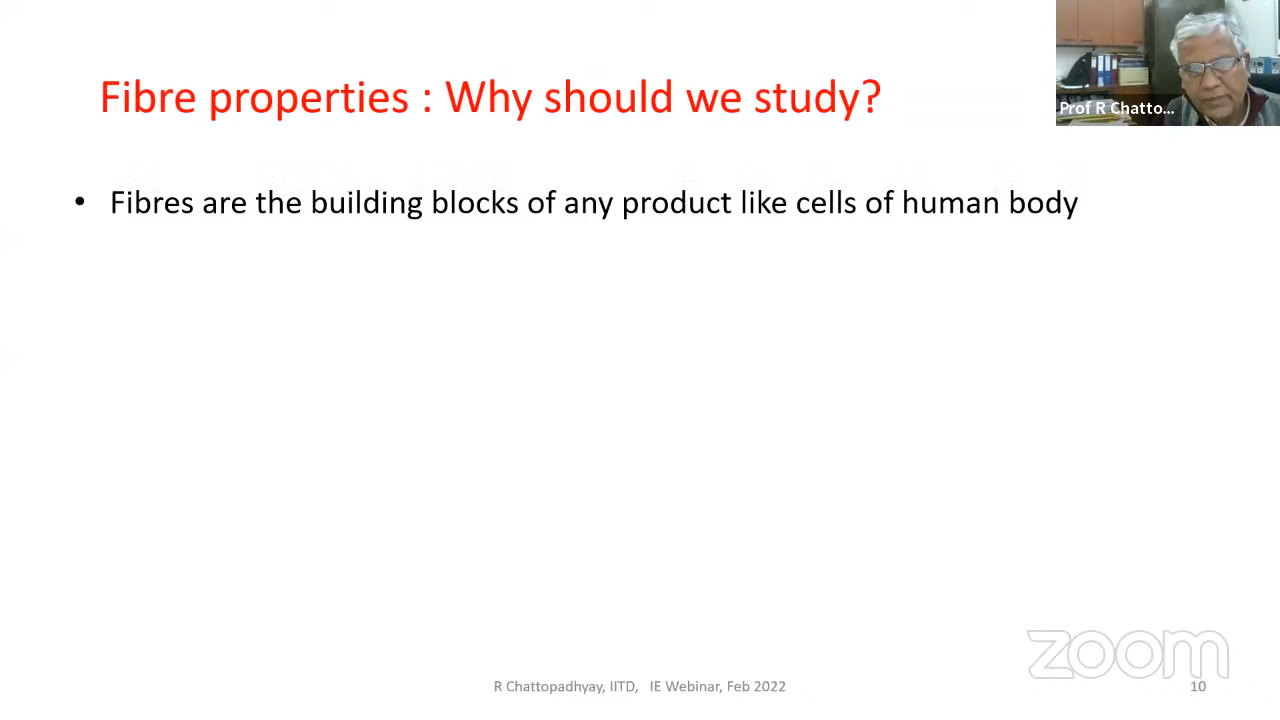 Fibre properties : Why should we study?
Prof R Chatto...
• Fibres are the building blocks of any product like cells of human body
zoom
R Chattopadhyay, IITD, IE Webinar, Feb 2022
10